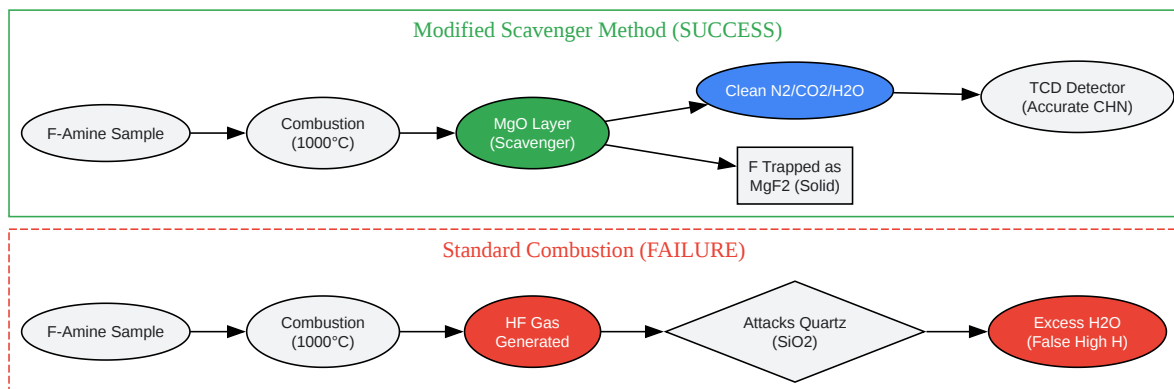 Modified Scavenger Method (SUCCESS)
F-Amine Sample
Combustion
(1000°C)
MgO Layer
(Scavenger)
Clean N2/CO2/H2O
TCD Detector
(Accurate CHN)
F Trapped as
MgF2 (Solid)
Standard Combustion (FAILURE)
F-Amine Sample
Combustion
(1000°C)
HF Gas
Generated
Attacks Quartz
(SiO2)
Excess H2O
(False High H)